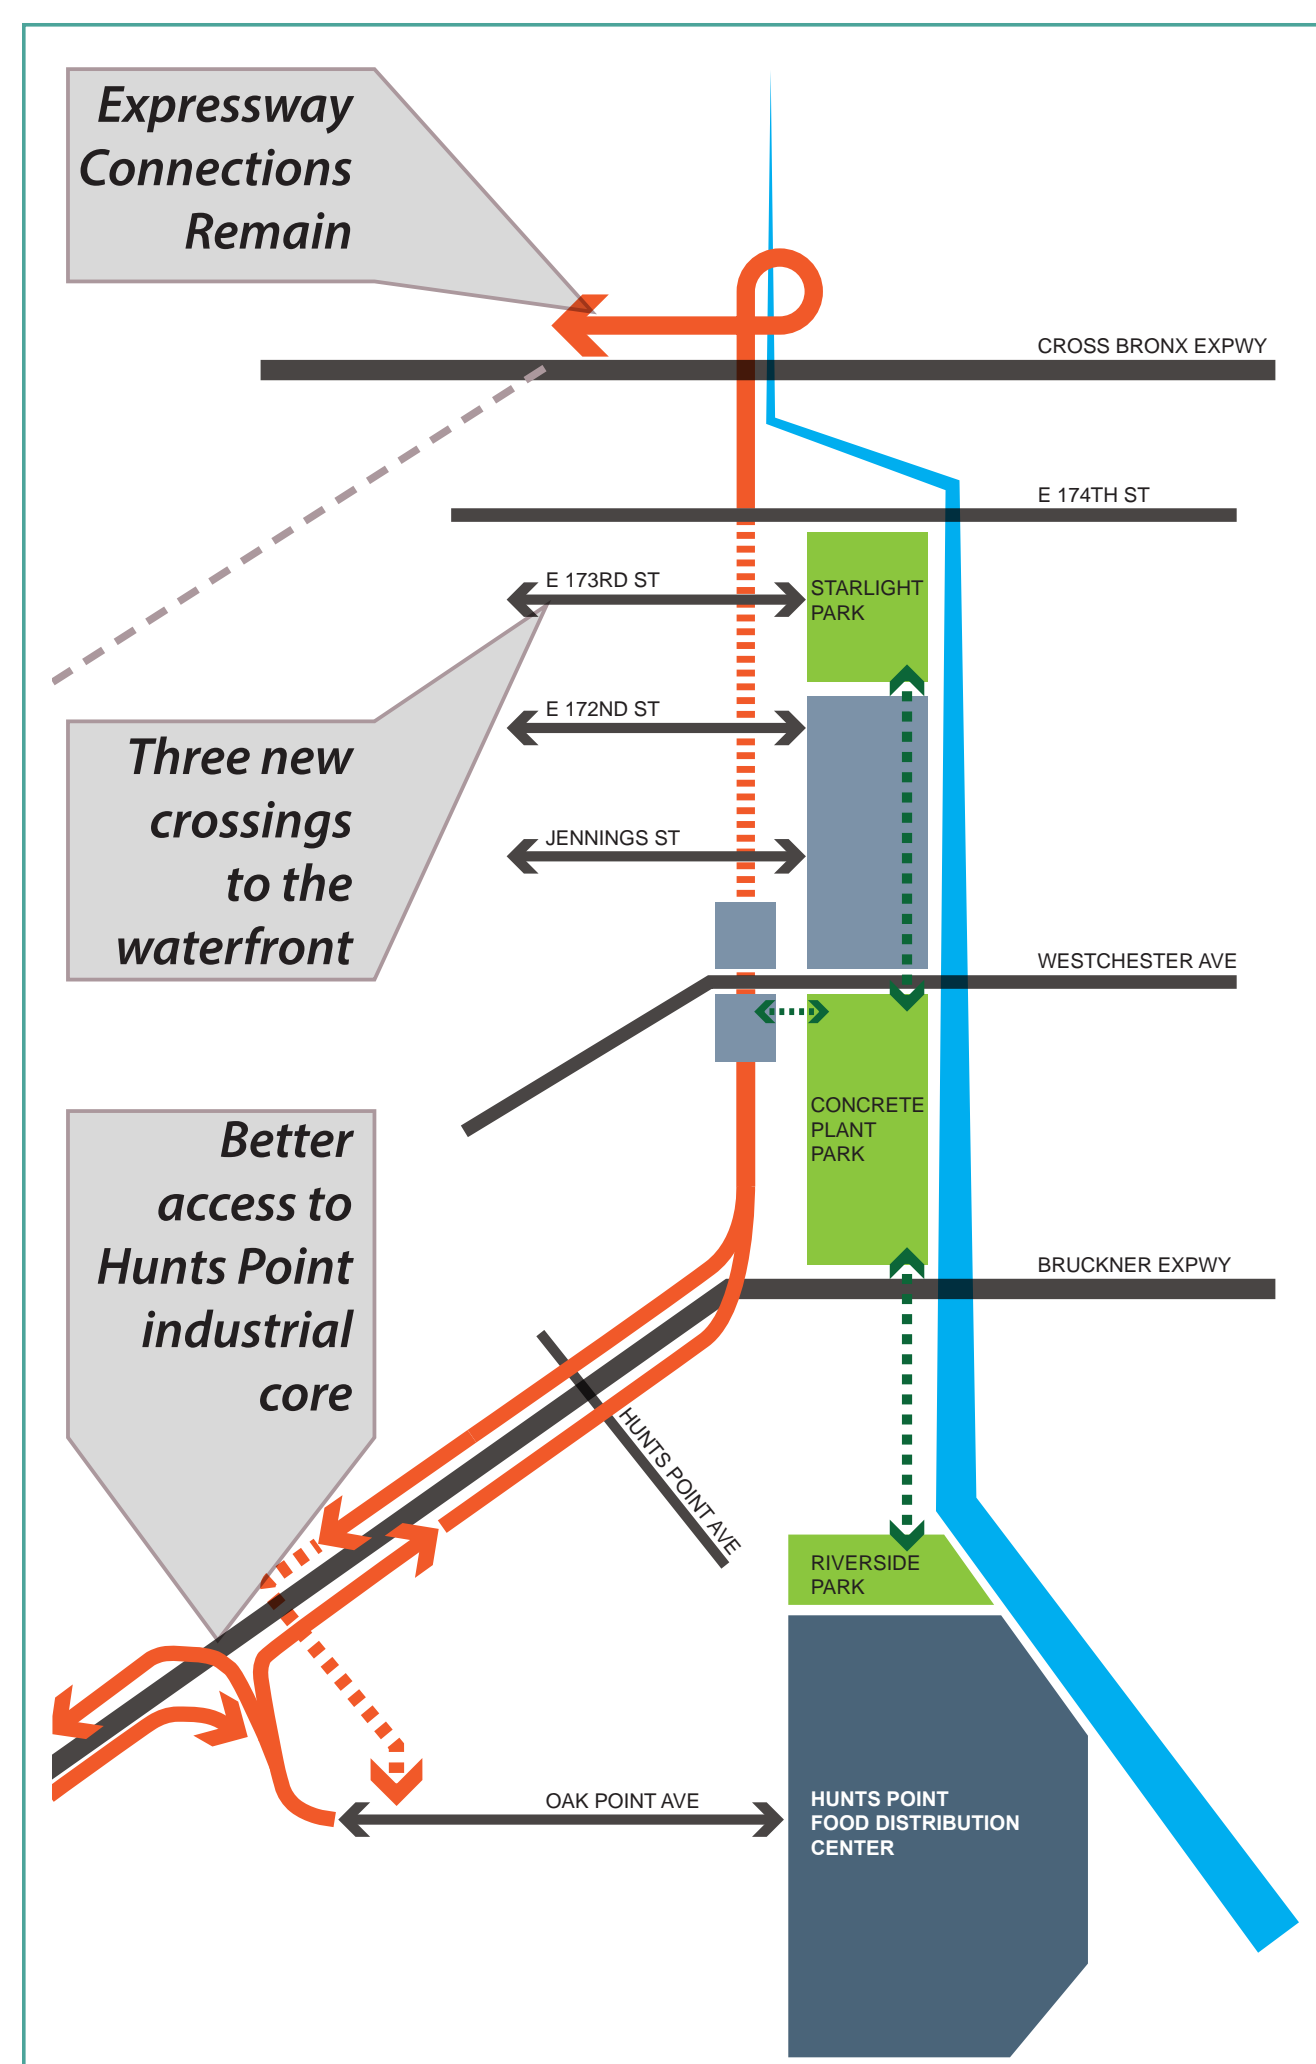 Expressway
Connections
Remain
CROSS BRONX EXPWY
E 174TH ST
E 173RD ST
STARLIGHT
PARK
E 172ND ST
Three new
crossings
to the
waterfront
JENNINGS ST
WESTCHESTER AVE
CONCRETE
PLANT
PARK
Better
access to
Hunts Point
industrial
core
BRUCKNER EXPWY
HUNTS POINT AVE
RIVERSIDE
PARK
OAK POINT AVE
HUNTS POINT
FOOD DISTRIBUTION
CENTER